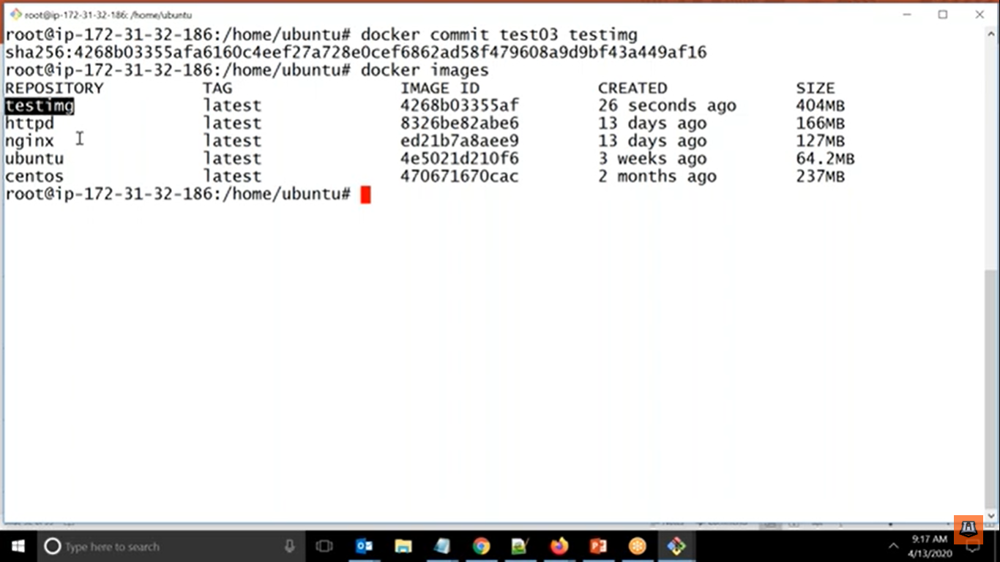 root@ip-172-31-32-186: /home/ubuntu
root@ip-172-31-32-186:/home/ubuntu# docker commit test03 testimg
sha256:4268b03355afa6160c4eef27a728e0cef6862ad58f479608a9d9bf43a449af16
root@ip-172-31-32-186:/home/ubuntu# docker images
REPOSITORY TAG IMAGE ID CREATED SIZE
testimg latest 4268b03355af 26 seconds ago 404MB
httpd latest 8326be82abe6 13 days ago 166MB
nginx latest ed21b7a8aee9 13 days ago 127MB
ubuntu latest 4e5021d210f6 3 weeks ago 64.2MB
centos latest 470671670cac 2 months ago 237MB
root@ip-172-31-32-186:/home/ubuntu#
Type here to search
9:17 AM
4/13/2020